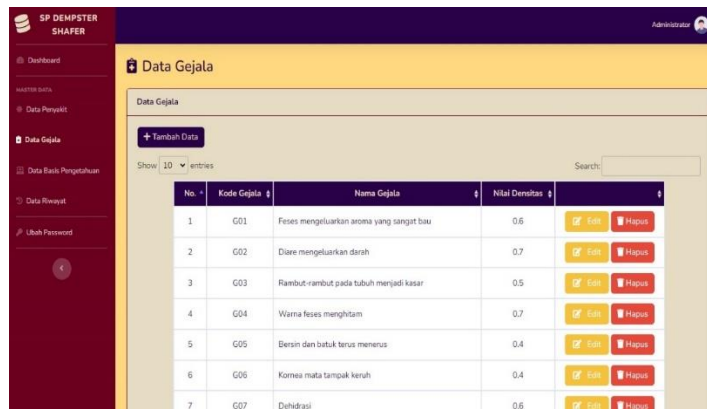 SP DEMPSTER
SHAFER
Administrator
Dashboard
MASTER DATA
Data Penyakit
Data Gejala
Data Basis Pengetahuan
Data Riwayat
Ubah Password
Data Gejala
Data Gejala
+ Tambah Data
Show 10 entries
Search:
No. Kode Gejala Nama Gejala Nilai Densitas
1 G01 Feses mengeluarkan aroma yang sangat bau 0.6 Edit Hapus
2 G02 Diare mengeluarkan darah 0.7 Edit Hapus
3 G03 Rambut-rambut pada tubuh menjadi kasar 0.5 Edit Hapus
4 G04 Warna feses menghitam 0.7 Edit Hapus
5 G05 Bersin dan batuk terus menerus 0.4 Edit Hapus
6 G06 Kornea mata tampak keruh 0.4 Edit Hapus
7 G07 Dehidrasi 0.6 Edit Hapus